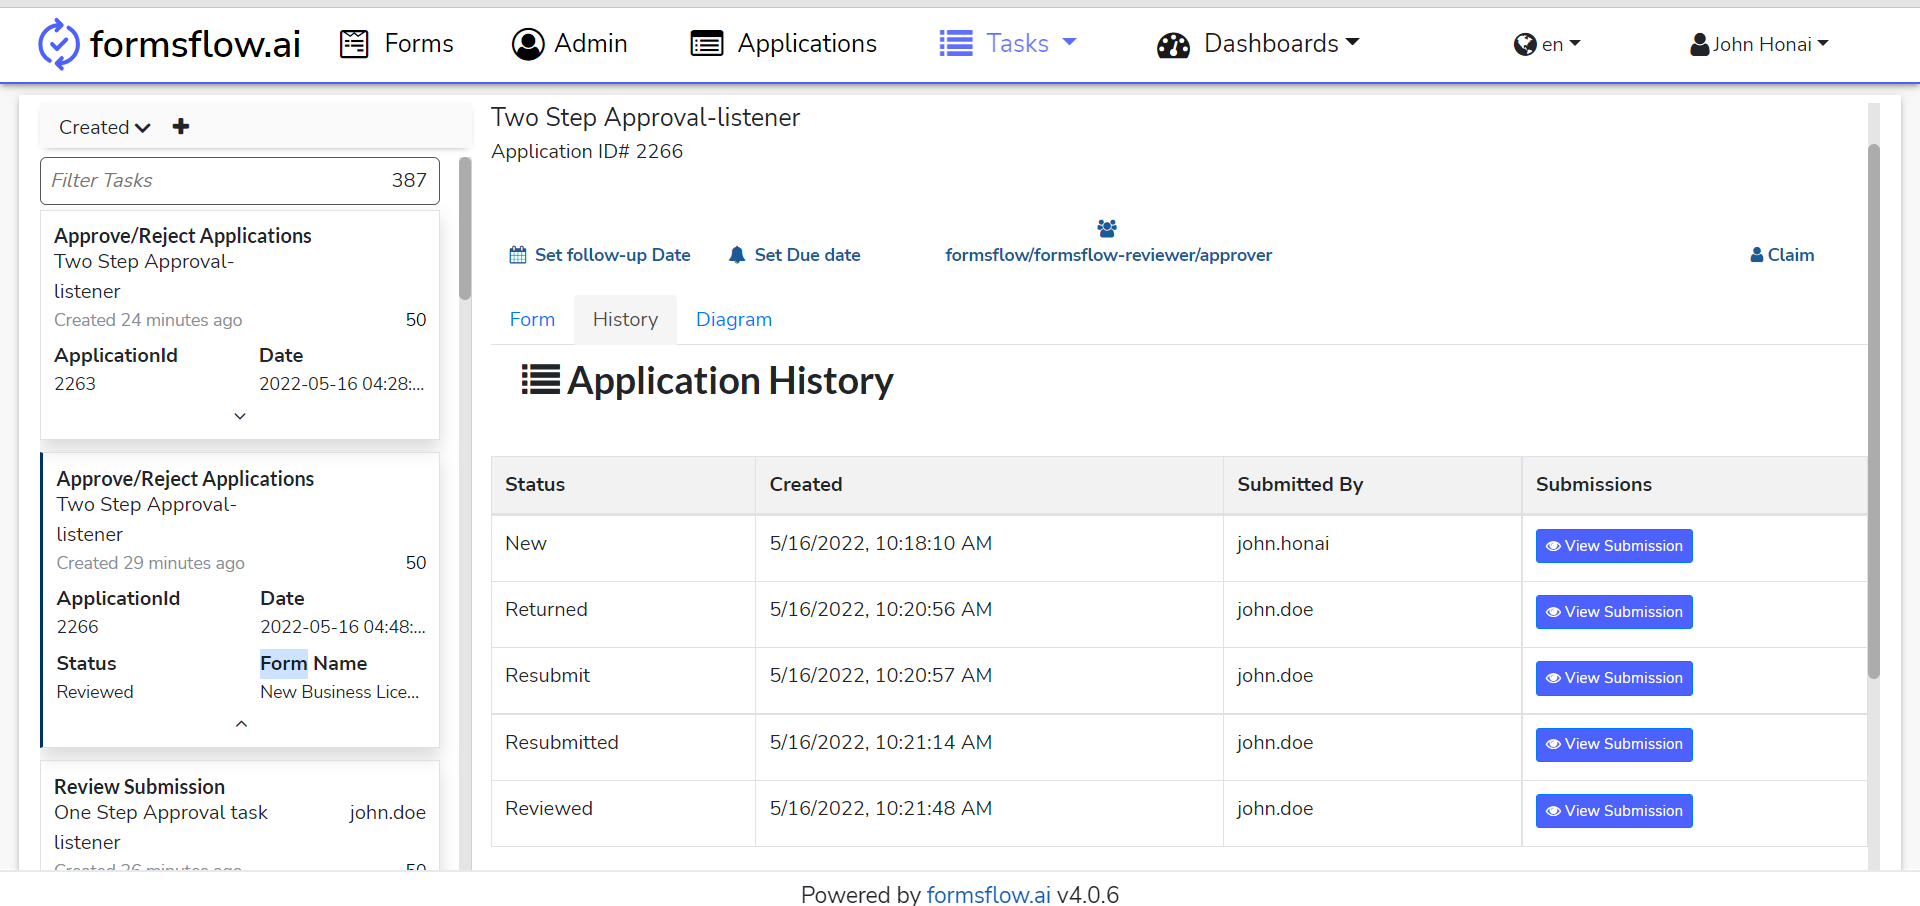 formsflow.ai Forms Admin Applications Tasks Dashboards en John Honai
Created
Filter Tasks 387
Approve/Reject Applications
Two Step Approval-
listener
Created 24 minutes ago 50
ApplicationId Date
2263 2022-05-16 04:28:...
Approve/Reject Applications
Two Step Approval-
listener
Created 29 minutes ago 50
ApplicationId Date
2266 2022-05-16 04:48:...
Status Form Name
Reviewed New Business Lice...
Review Submission
One Step Approval task john.doe
listener
Created 26 minutes ago 50
Two Step Approval-listener
Application ID# 2266
Set follow-up Date Set Due date formsflow/formsflow-reviewer/approver Claim
Form History Diagram
Application History
Status Created Submitted By Submissions
New 5/16/2022, 10:18:10 AM john.honai View Submission
Returned 5/16/2022, 10:20:56 AM john.doe View Submission
Resubmit 5/16/2022, 10:20:57 AM john.doe View Submission
Resubmitted 5/16/2022, 10:21:14 AM john.doe View Submission
Reviewed 5/16/2022, 10:21:48 AM john.doe View Submission
Powered by formsflow.ai v4.0.6